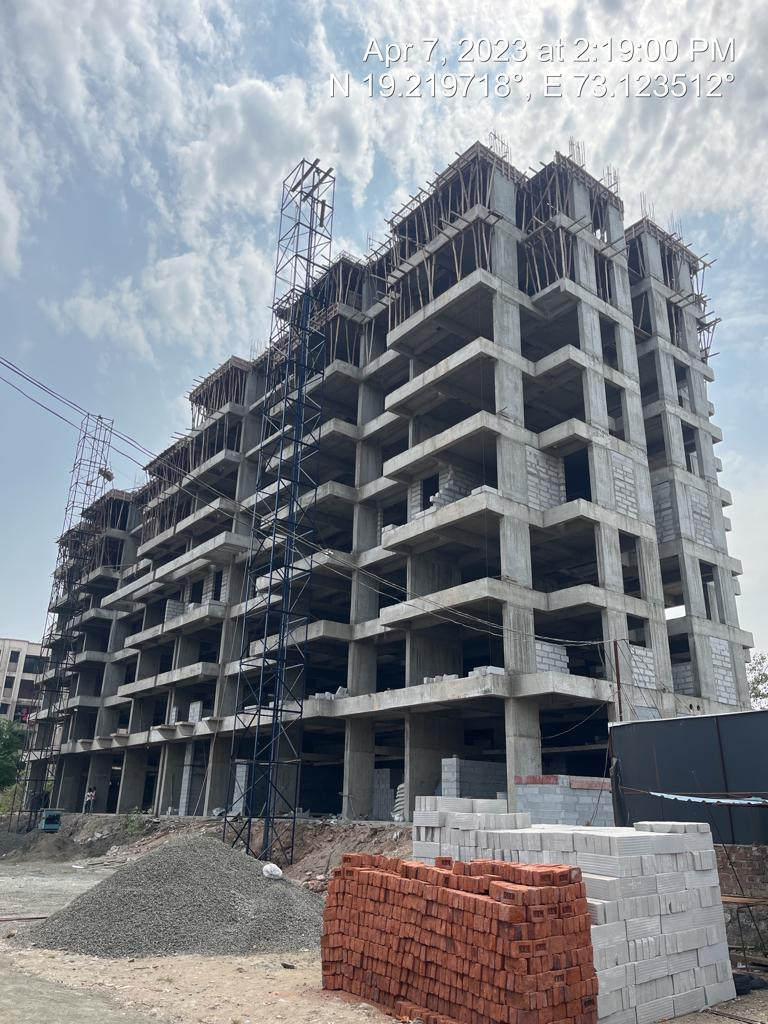 Apr 7, 2023 at 2:19:00 PM
N 19.219718°, E 73.123512°